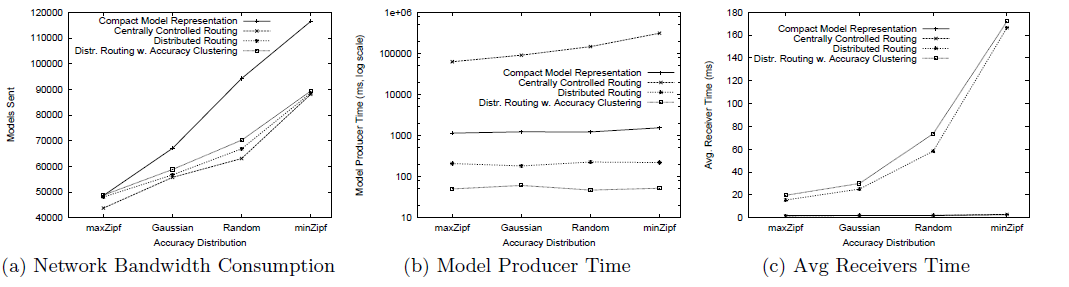 120000
110000
100000
90000
80000
70000
60000
50000
40000
Models Sent
Compact Model Representation
Centrally Controlled Routing
Distributed Routing
Distr. Routing w. Accuracy Clustering
maxZipf Gaussian Random minZipf
Accuracy Distribution
(a) Network Bandwidth Consumption
1e+06
100000
10000
1000
100
10
Model Producer Time (ms, log scale)
Compact Model Representation
Centrally Controlled Routing
Distributed Routing
Distr. Routing w. Accuracy Clustering
maxZipf Gaussian Random minZipf
Accuracy Distribution
(b) Model Producer Time
180
160
140
120
100
80
60
40
20
0
Avg. Receiver Time (ms)
Compact Model Representation
Centrally Controlled Routing
Distributed Routing
Distr. Routing w. Accuracy Clustering
maxZipf Gaussian Random minZipf
Accuracy Distribution
(c) Avg Receivers Time